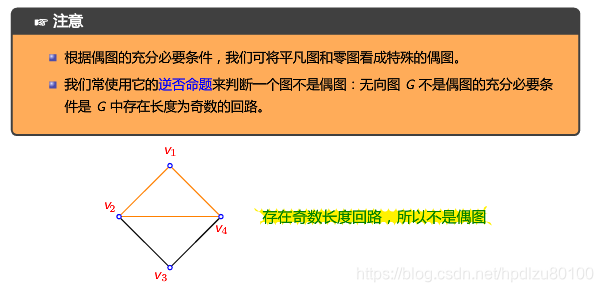 ☞ 注意
根据偶图的充分必要条件，我们可将平凡图和零图看成特殊的偶图。
我们常使用它的逆否命题来判断一个图不是偶图：无向图 G 不是偶图的充分必要条
件是 G 中存在长度为奇数的回路。
v₁
v₂
v₄
存在奇数长度回路，所以不是偶图
v₃
https://blog.csdn.net/hpdlzu80100